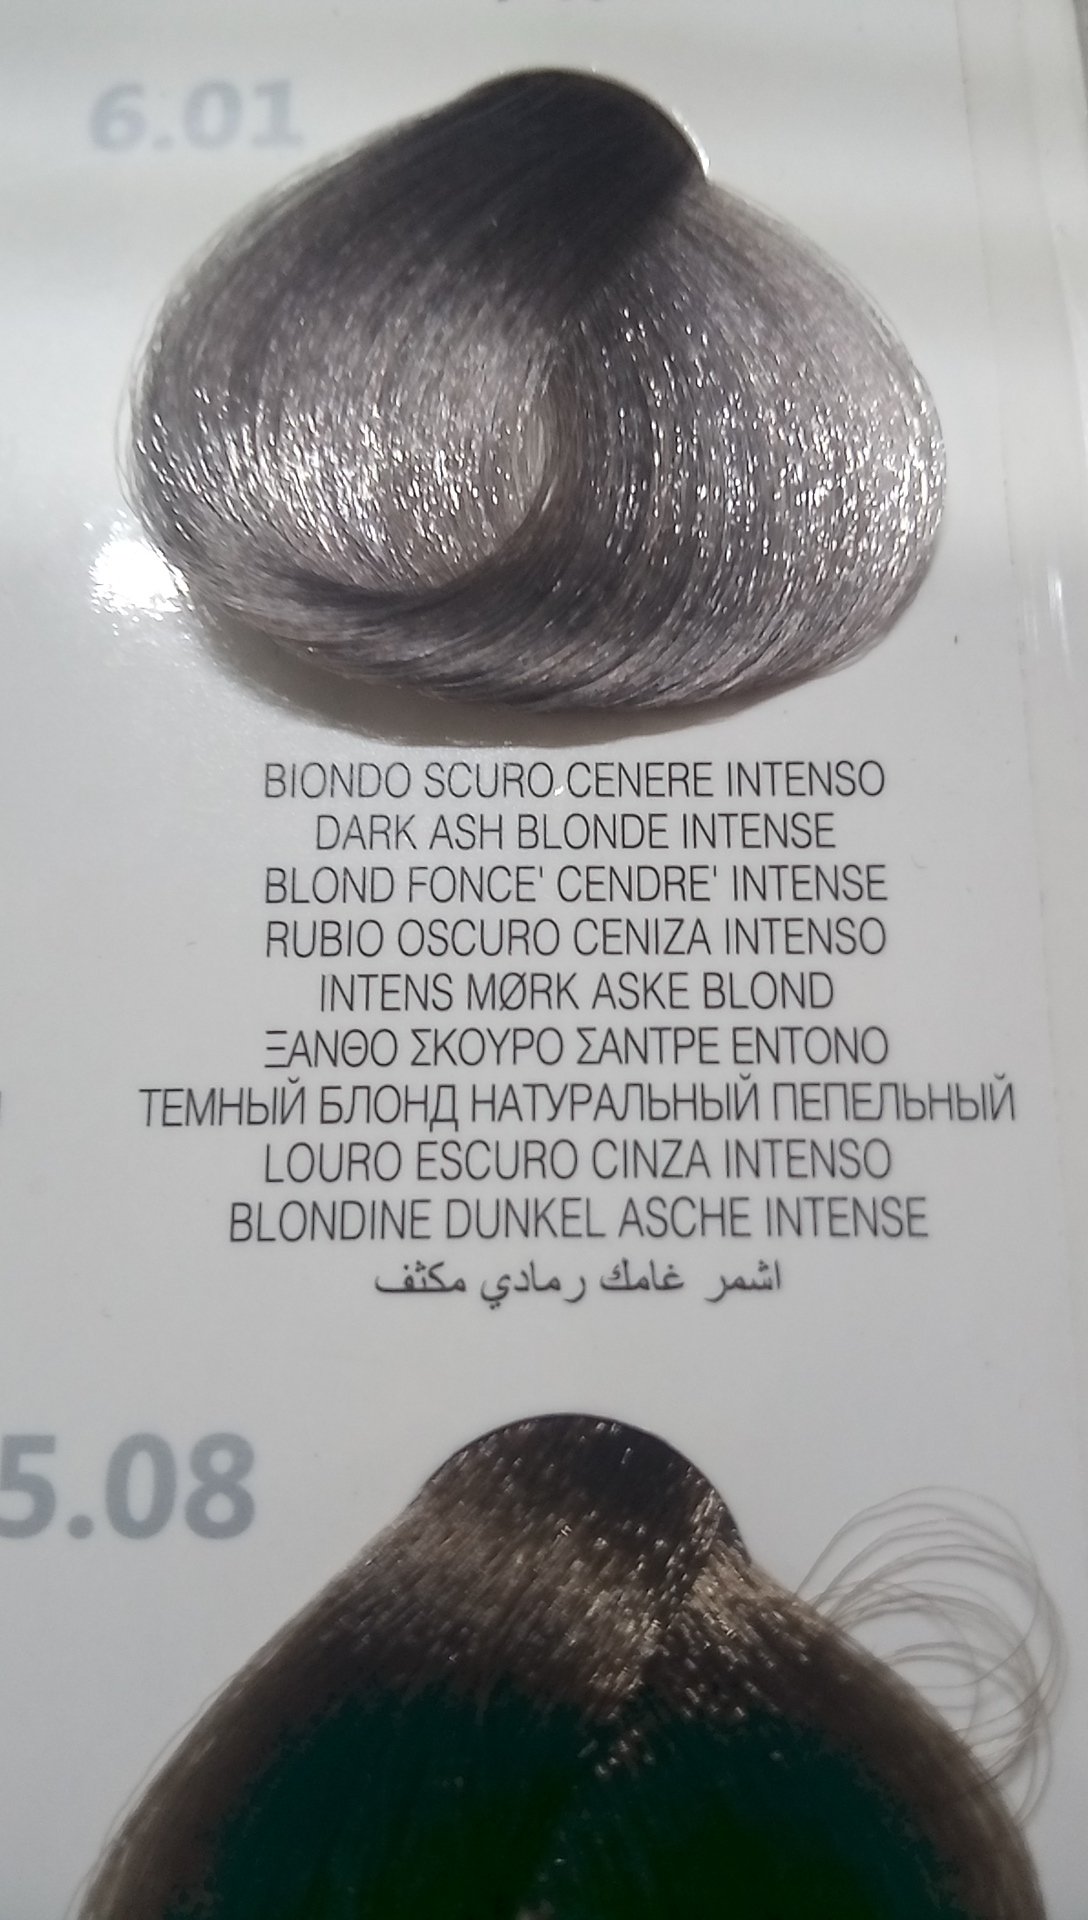 6.01
BIONDO SCURO CENERE INTENSO
DARK ASH BLONDE INTENSE
BLOND FONCE' CENDRE' INTENSE
RUBIO OSCURO CENIZA INTENSO
INTENS MØRK ASKE BLOND
ΞΑΝΘΟ ΣΚΟΥΡΟ ΣΑΝΤΡΕ ΕΝΤΟΝΟ
ТЕМНЫЙ БЛОНД НАТУРАЛЬНЫЙ ПЕПЕЛЬНЫЙ
LOURO ESCURO CINZA INTENSO
BLONDINE DUNKEL ASCHE INTENSE
اشمر غامك رمادي مكثف
5.08